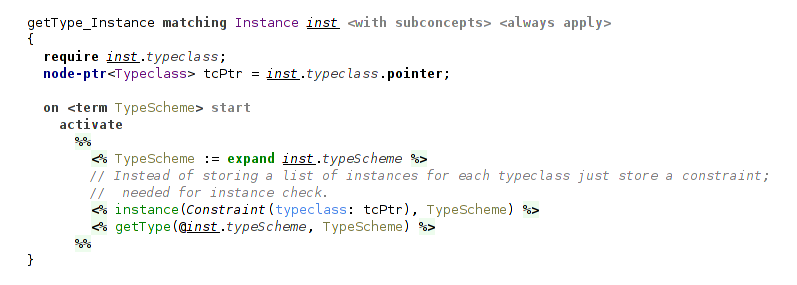 getType_Instance matching Instance inst <with subconcepts> <always apply>
{
  require inst.typeclass;
  node-ptr<Typeclass> tcPtr = inst.typeclass.pointer;
  on <term TypeScheme> start
    activate
      %%
        <% TypeScheme := expand inst.typeScheme %>
        // Instead of storing a list of instances for each typeclass just store a constraint;
        //  needed for instance check.
        <% instance(Constraint(typeclass: tcPtr), TypeScheme) %>
        <% getType(@inst.typeScheme, TypeScheme) %>
      %%
}